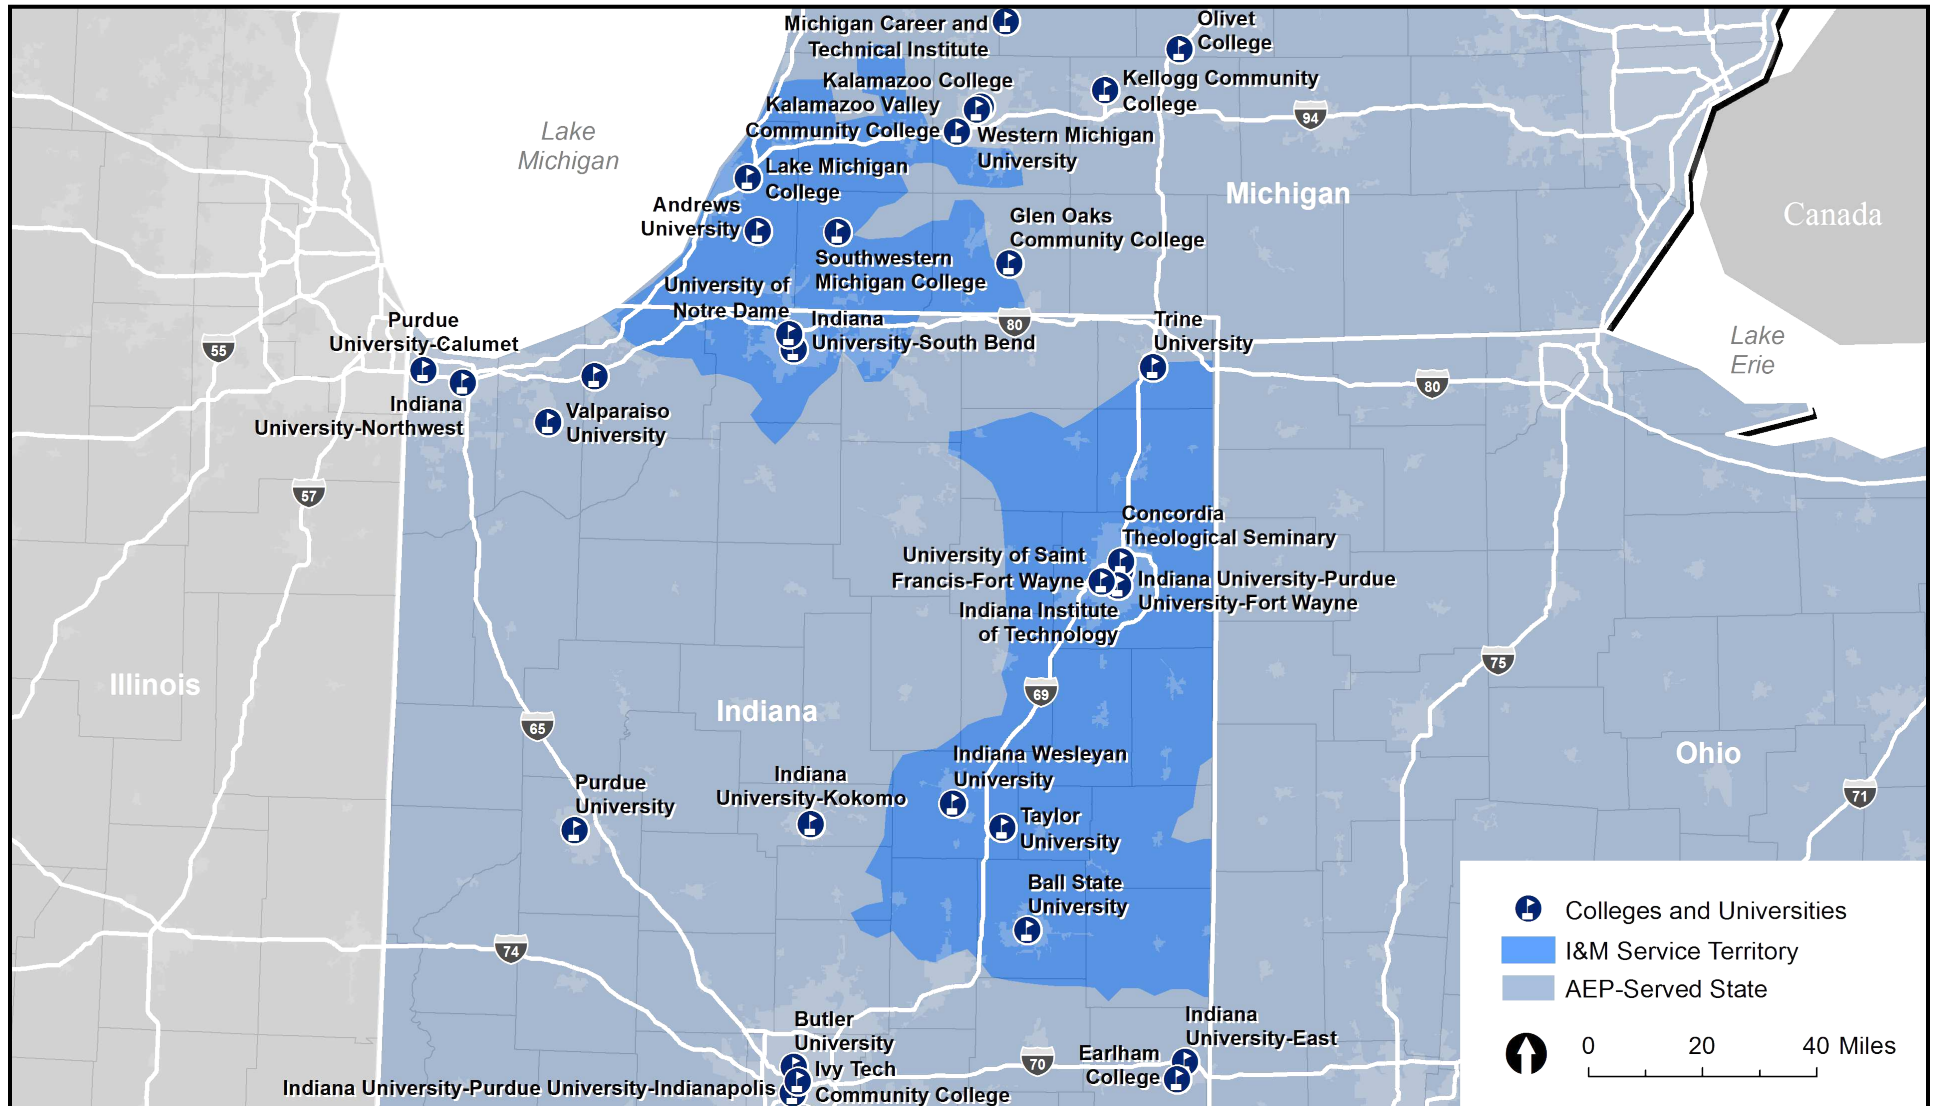 Michigan Career and
Technical Institute
Olivet
College
Kalamazoo College
Kellogg Community
College
Kalamazoo Valley
Community College
94
Western Michigan
University
Lake
Michigan
Lake Michigan
College
Michigan
Andrews
University
Glen Oaks
Community College
Canada
Southwestern
Michigan College
University of
Notre Dame
Indiana
University-South Bend
80
Trine
University
Purdue
University-Calumet
Lake
Erie
55
80
Indiana
University-Northwest
Valparaiso
University
57
Concordia
Theological Seminary
University of Saint
Francis-Fort Wayne
Indiana University-Purdue
University-Fort Wayne
Indiana Institute
of Technology
75
Illinois
69
Indiana
65
Ohio
Indiana Wesleyan
University
Indiana
University-Kokomo
Purdue
University
71
Taylor
University
Ball State
University
74
Colleges and Universities
I&M Service Territory
AEP-Served State
0 20 40 Miles
Butler
University
Indiana
University-East
Earlham
College
70
Ivy Tech
Community College
Indiana University-Purdue University-Indianapolis